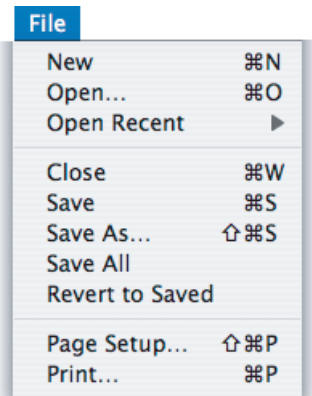 File
New ⌘N
Open... ⌘O
Open Recent ▶
Close ⌘W
Save ⌘S
Save As... ⇧⌘S
Save All
Revert to Saved
Page Setup... ⇧⌘P
Print... ⌘P